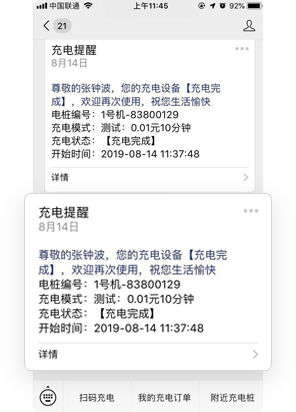 中国联通
上午11:45
92%
21
充电提醒
8月14日
尊敬的张钟波，您的充电设备【充电完
成】，欢迎再次使用，祝您生活愉快
电桩编号：1号机-83800129
充电模式：测试：0.01元10分钟
充电状态：【充电完成】
开始时间：2019-08-14 11:37:48
详情
充电提醒
8月14日
尊敬的张钟波，您的充电设备【充电完
成】，欢迎再次使用，祝您生活愉快
电桩编号：1号机-83800129
充电模式：测试：0.01元10分钟
充电状态：【充电完成】
开始时间：2019-08-14 11:37:48
详情
扫码充电
我的充电订单
附近充电桩